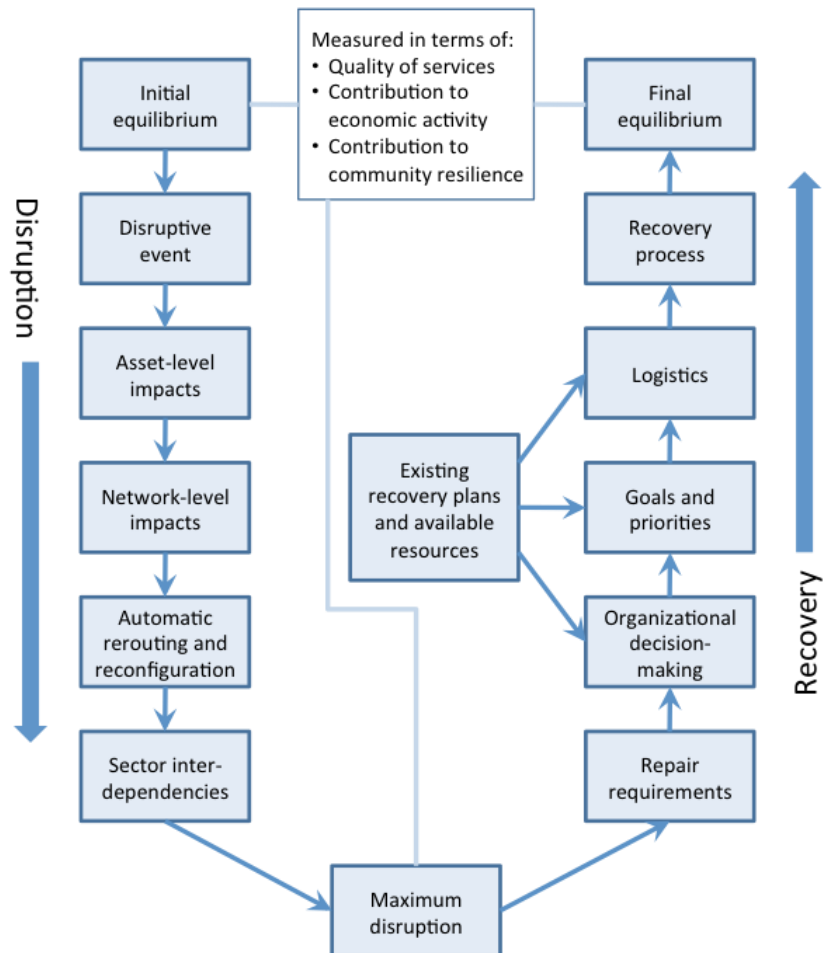 Measured in terms of:
• Quality of services
• Contribution to
economic activity
• Contribution to
community resilience
Initial
equilibrium
Disruptive
event
Asset-level
impacts
Network-level
impacts
Automatic
rerouting and
reconfiguration
Sector inter-
dependencies
Maximum
disruption
Repair
requirements
Organizational
decision-
making
Goals and
priorities
Logistics
Recovery
process
Final
equilibrium
Existing
recovery plans
and available
resources
Disruption
Recovery